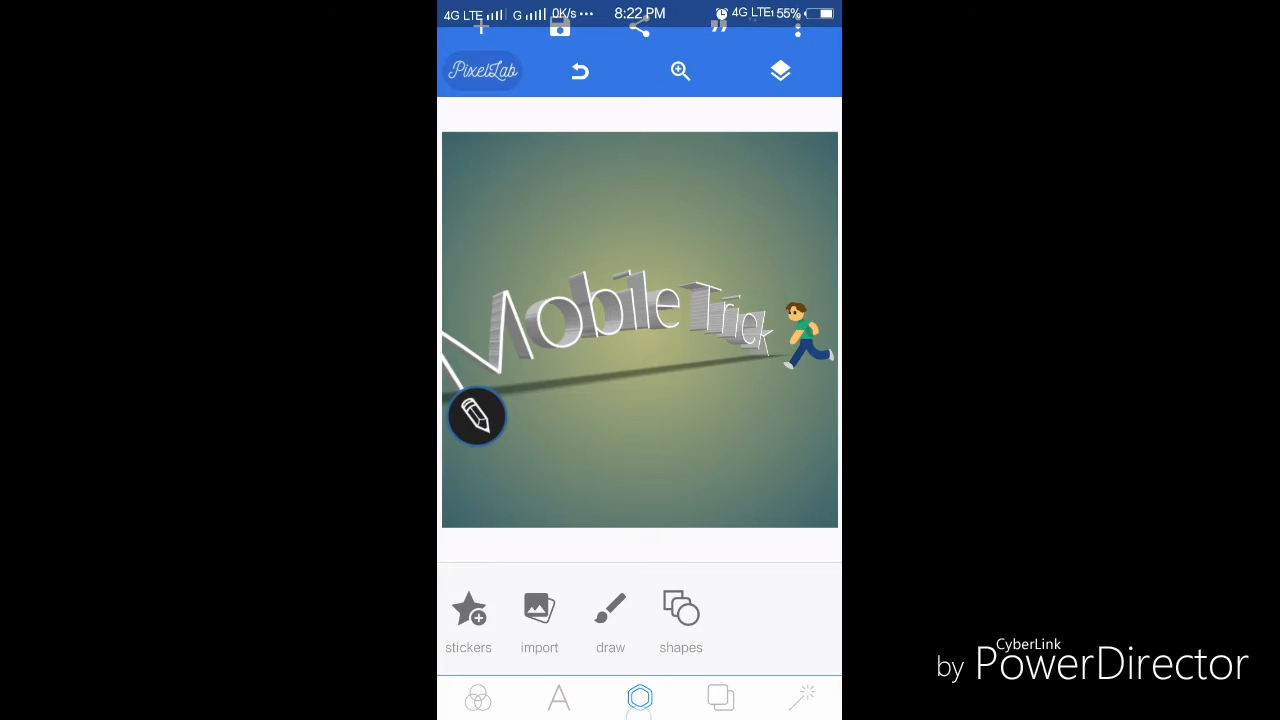 4G LTE G 0K/s ... 8:22 PM 4G LTE 55%
PixelLab
Mobile Trick
stickers import draw shapes
CyberLink
by PowerDirector